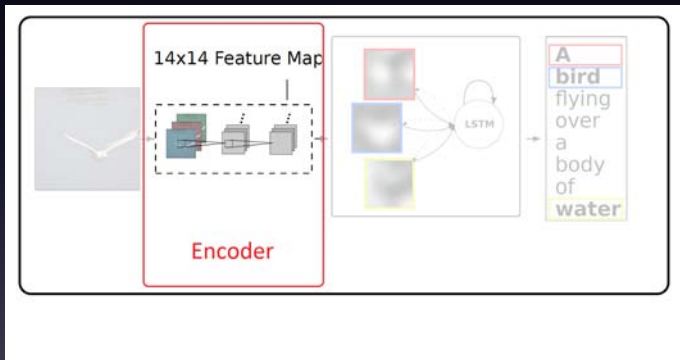 14x14 Feature Map
Encoder
LSTM
A
bird
flying
over
a
body
of
water